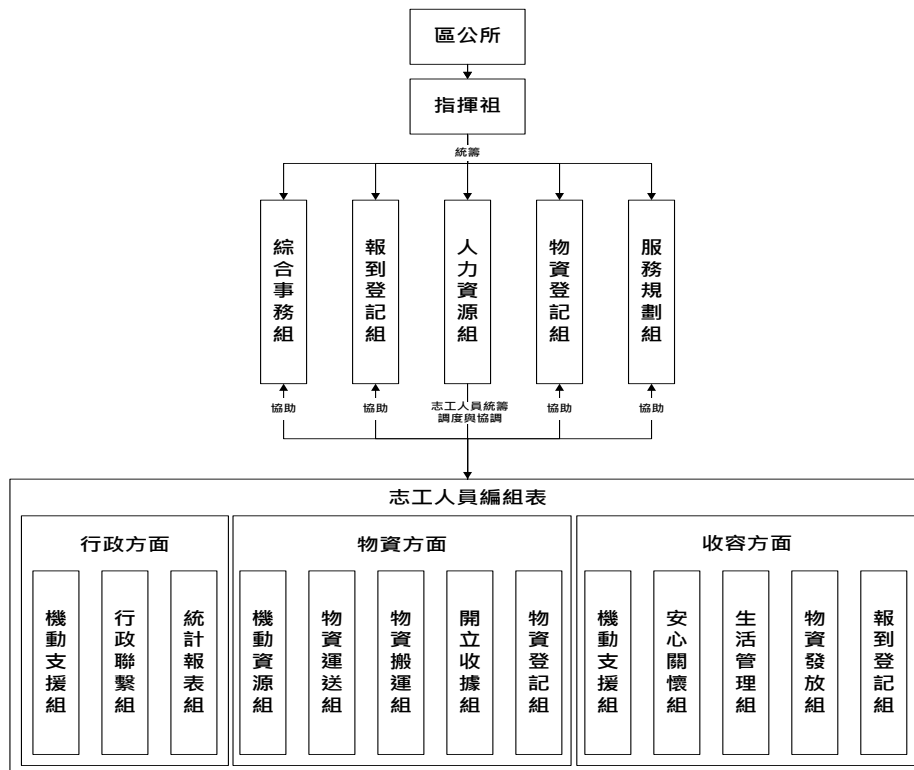 區公所
指揮祖
統籌
綜合事務組
報到登記組
人力資源組
物資登記組
服務規劃組
協助
協助
志工人員統籌
調度與協調
協助
協助
志工人員編組表
行政方面
機動支援組
行政聯繫組
統計報表組
物資方面
機動資源組
物資運送組
物資搬運組
開立收據組
物資登記組
收容方面
機動支援組
安心關懷組
生活管理組
物資發放組
報到登記組